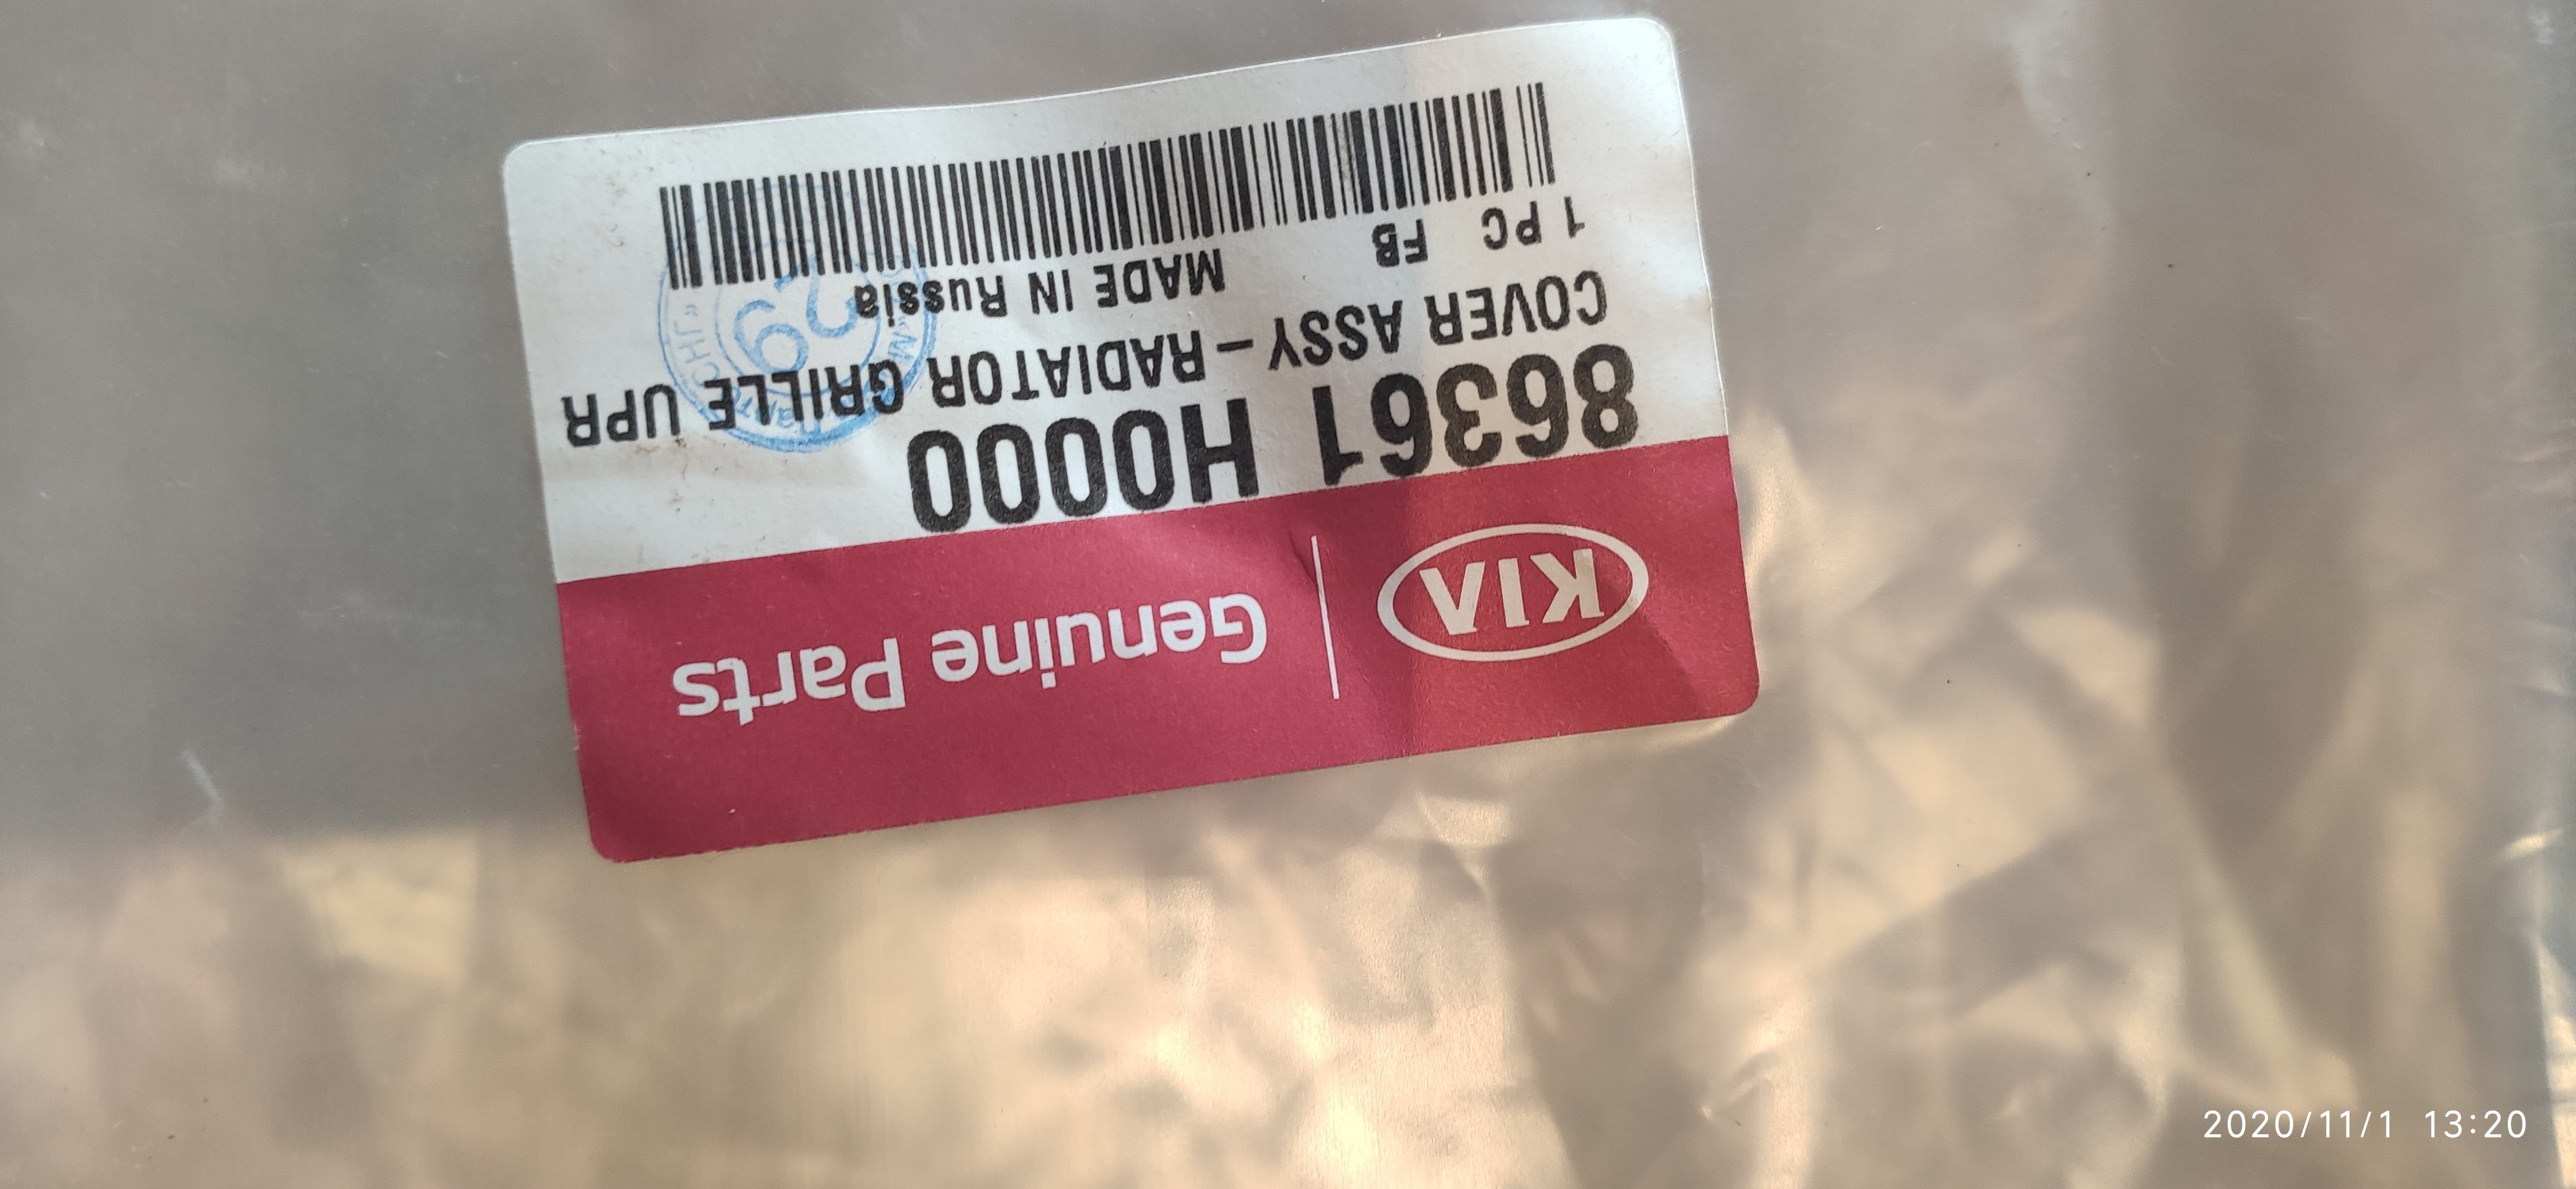 KIA Genuine Parts
86361 H0000
COVER ASSY – RADIATOR GRILLE UPR
1 PC FB MADE IN Russia
29
2020/11/1 13:20